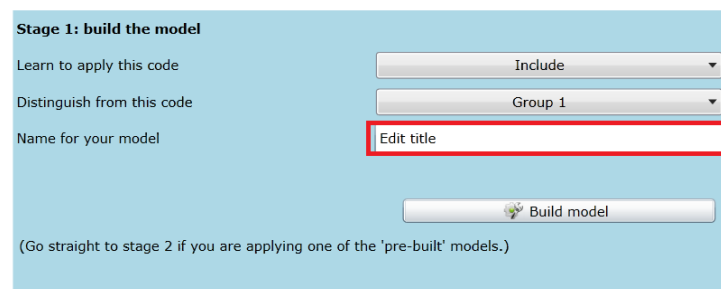 Stage 1: build the model
Learn to apply this code Include
Distinguish from this code Group 1
Name for your model Edit title
Build model
(Go straight to stage 2 if you are applying one of the 'pre-built' models.)